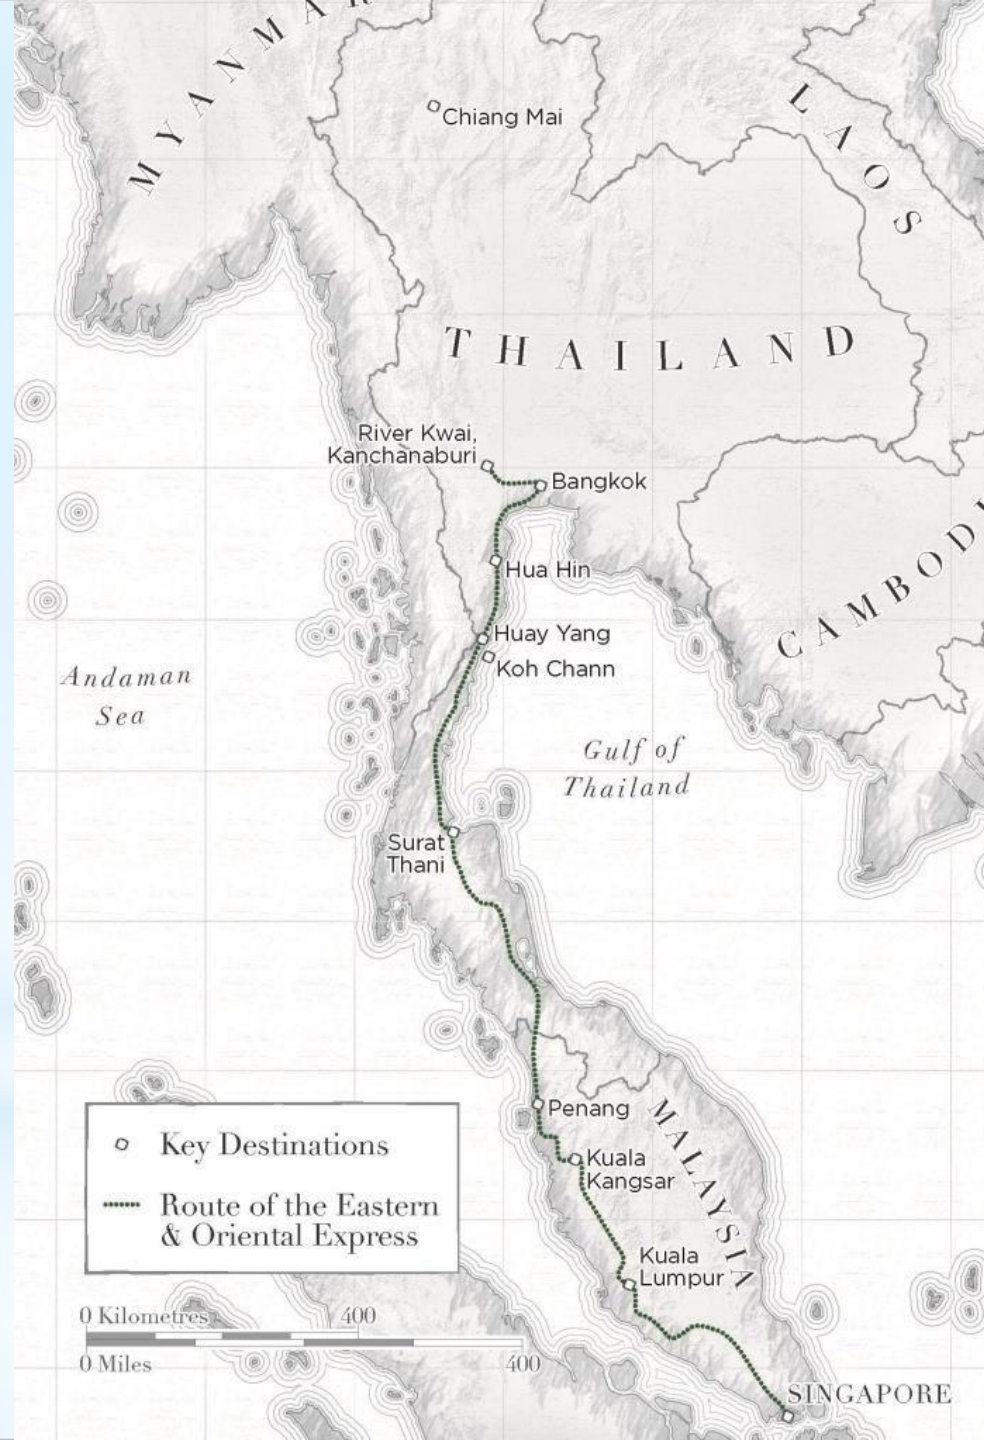 MYANMAR
Chiang Mai
LAOS
THAILAND
River Kwai,
Kanchanaburi
Bangkok
Hua Hin
CAMBODI
Huay Yang
Koh Chann
Andaman
Sea
Gulf of
Thailand
Surat
Thani
Penang
MALAYSIA
Kuala
Kangsar
Kuala
Lumpur
SINGAPORE
Key Destinations
Route of the Eastern
& Oriental Express
0 Kilometres 400
0 Miles 400